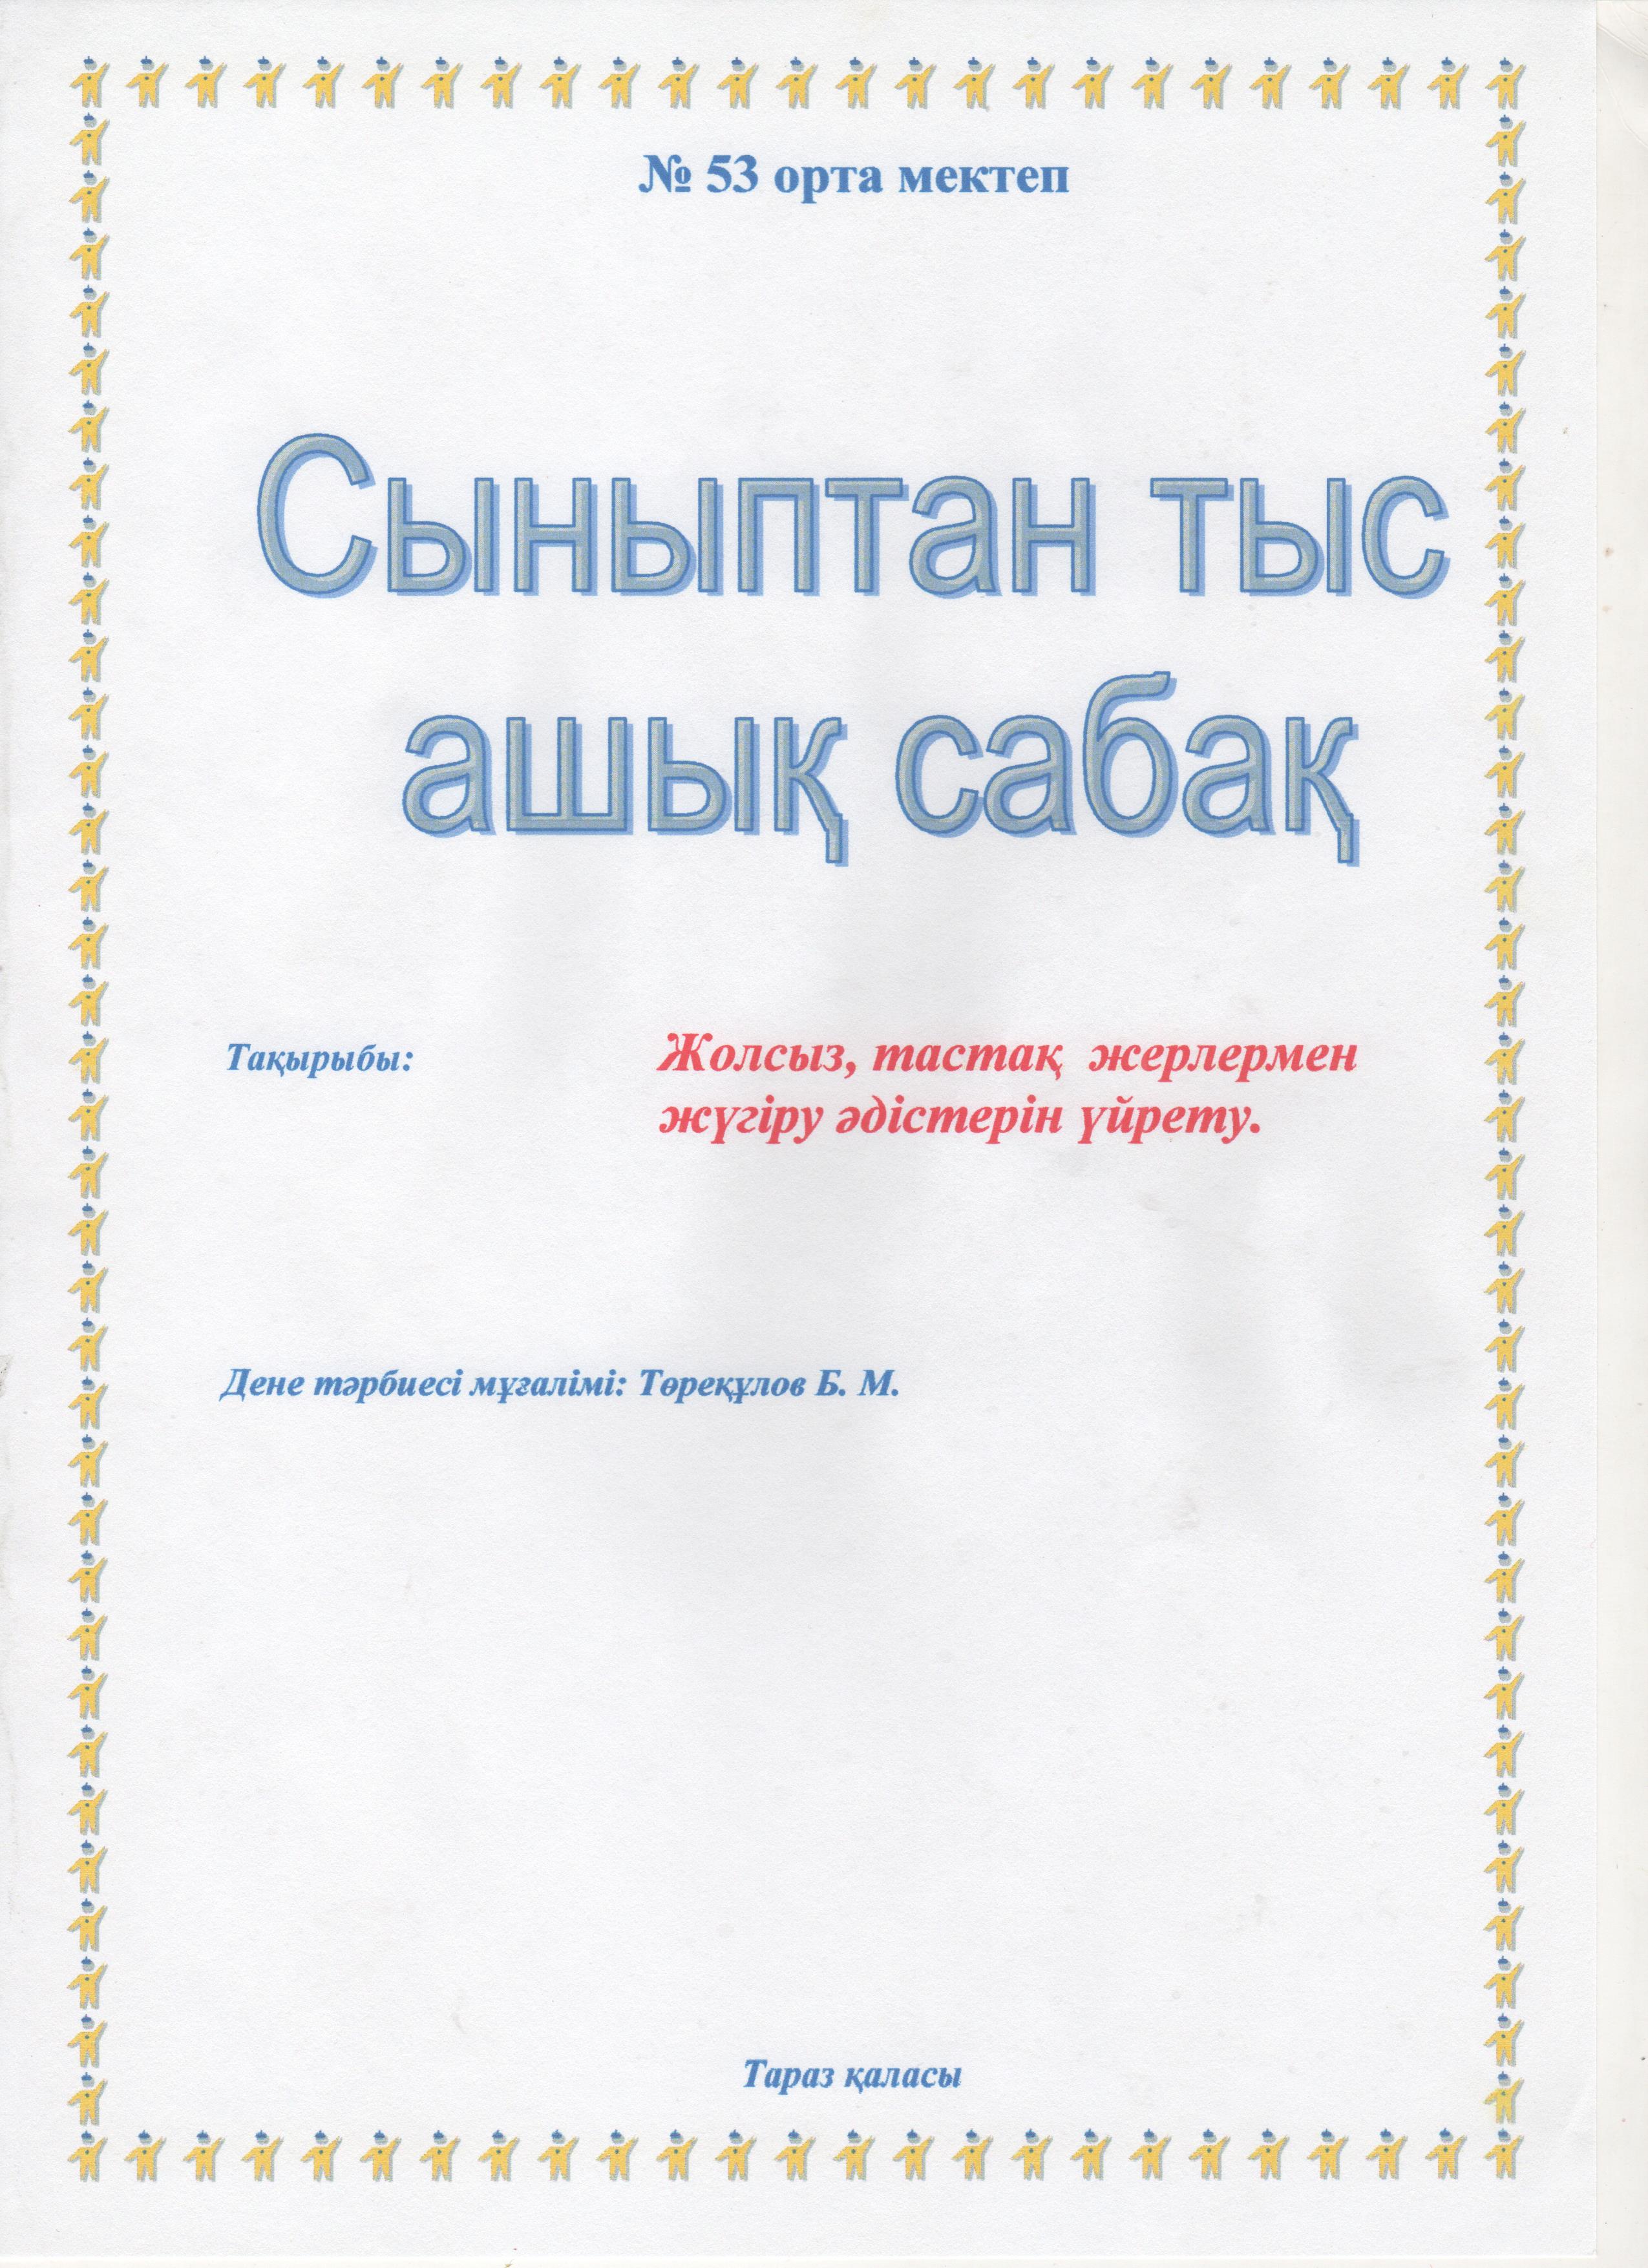 № 53 орта мектеп
Сыныптан тыс
ашық сабақ
Тақырыбы: Жолсыз, тастақ жерлермен
жүгіру әдістерін үйрету.
Дене тәрбиесі мұғалімі: Төреқұлов Б. М.
Тараз қаласы